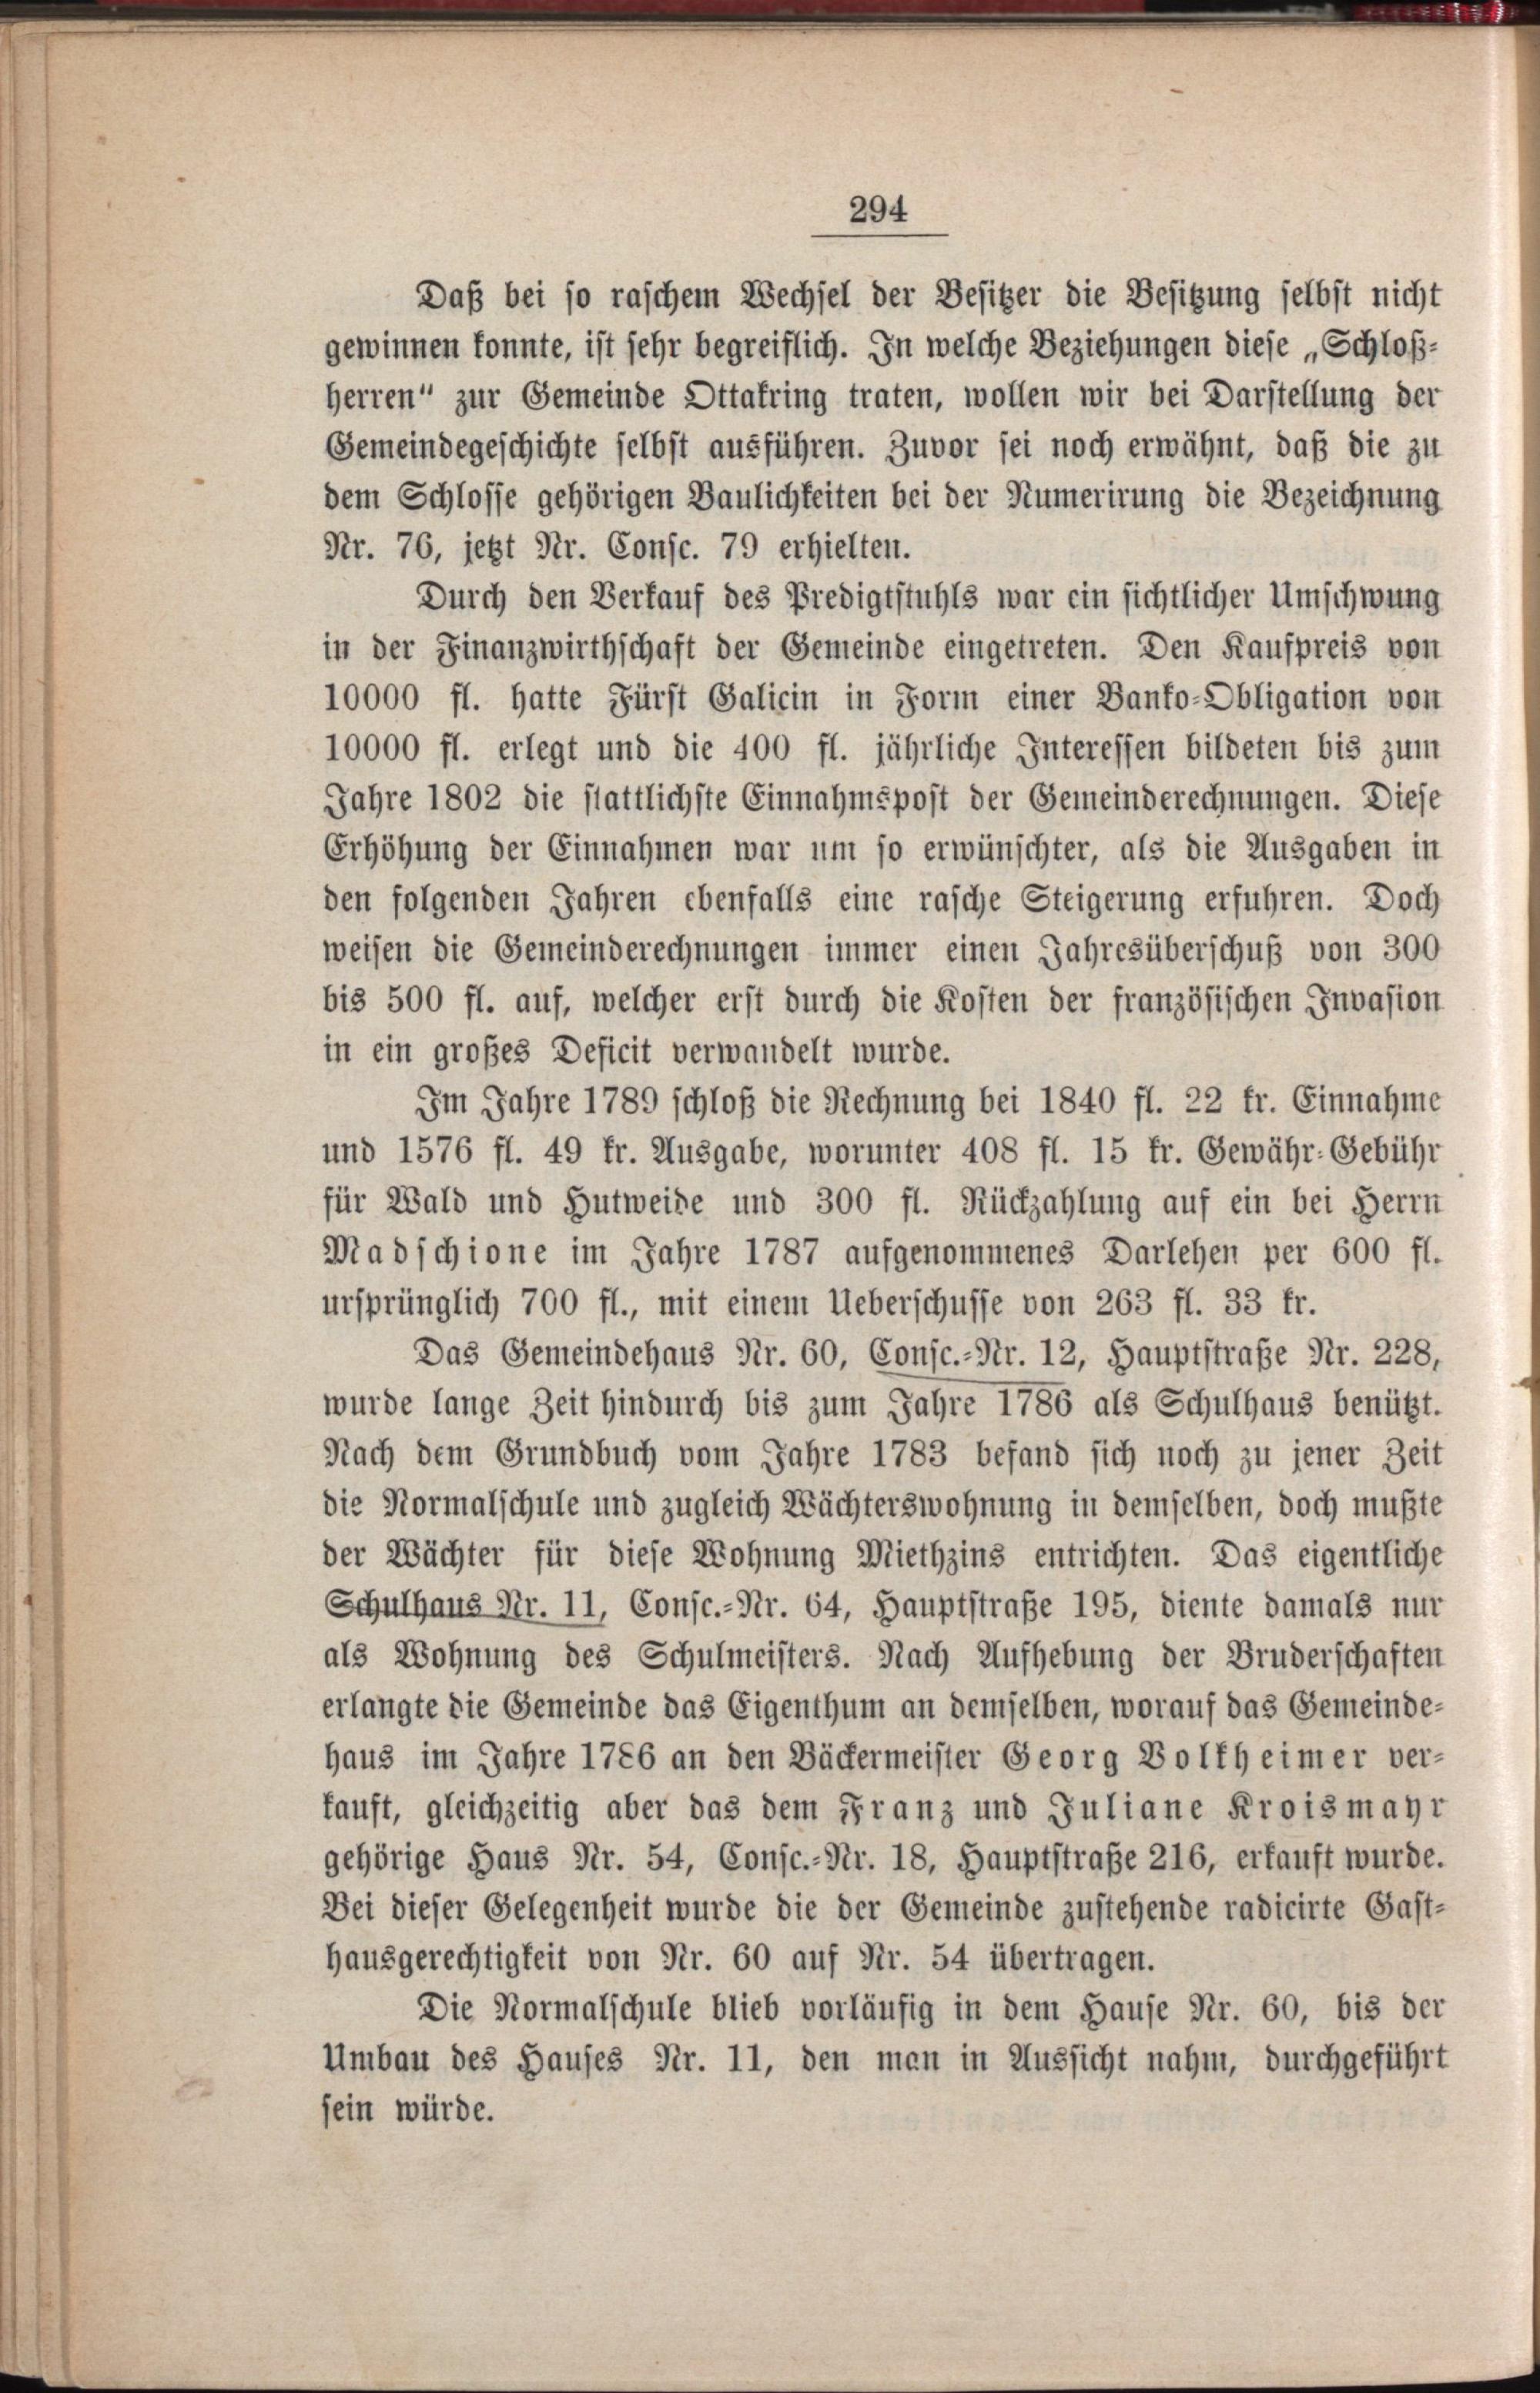 294
Daß bei so raschem Wechsel der Besitzer die Besitzung selbst nicht
gewinnen konnte, ist sehr begreiflich. In welche Beziehungen diese „Schloß-
herren“ zur Gemeinde Ottakring traten, wollen wir bei Darstellung der
Gemeindegeschichte selbst ausführen. Zuvor sei noch erwähnt, daß die zu
dem Schlosse gehörigen Baulichkeiten bei der Numerirung die Bezeichnung
Nr. 76, jetzt Nr. Consc. 79 erhielten.
Durch den Verkauf des Predigtstuhls war ein sichtlicher Umschwung
in der Finanzwirthschaft der Gemeinde eingetreten. Den Kaufpreis von
10000 fl. hatte Fürst Galicin in Form einer Banko-Obligation von
10000 fl. erlegt und die 400 fl. jährliche Interessen bildeten bis zum
Jahre 1802 die stattlichste Einnahmspost der Gemeinderechnungen. Diese
Erhöhung der Einnahmen war um so erwünschter, als die Ausgaben in
den folgenden Jahren ebenfalls eine rasche Steigerung erfuhren. Doch
weisen die Gemeinderechnungen immer einen Jahresüberschuß von 300
bis 500 fl. auf, welcher erst durch die Kosten der französischen Invasion
in ein großes Deficit verwandelt wurde.
Im Jahre 1789 schloß die Rechnung bei 1840 fl. 22 kr. Einnahme
und 1576 fl. 49 kr. Ausgabe, worunter 408 fl. 15 kr. Gewähr-Gebühr
für Wald und Hutweide und 300 fl. Rückzahlung auf ein bei Herrn
Madschione im Jahre 1787 aufgenommenes Darlehen per 600 fl.
ursprünglich 700 fl., mit einem Ueberschusse von 263 fl. 33 kr.
Das Gemeindehaus Nr. 60, Consc.-Nr. 12, Hauptstraße Nr. 228,
wurde lange Zeit hindurch bis zum Jahre 1786 als Schulhaus benützt.
Nach dem Grundbuch vom Jahre 1783 befand sich noch zu jener Zeit
die Normalschule und zugleich Wächterswohnung in demselben, doch mußte
der Wächter für diese Wohnung Miethzins entrichten. Das eigentliche
Schulhaus Nr. 11, Consc.-Nr. 64, Hauptstraße 195, diente damals nur
als Wohnung des Schulmeisters. Nach Aufhebung der Bruderschaften
erlangte die Gemeinde das Eigenthum an demselben, worauf das Gemeinde-
haus im Jahre 1786 an den Bäckermeister Georg Volkheimer ver-
kauft, gleichzeitig aber das dem Franz und Juliane Kroismayr
gehörige Haus Nr. 54, Consc.-Nr. 18, Hauptstraße 216, erkauft wurde.
Bei dieser Gelegenheit wurde die der Gemeinde zustehende radicirte Gast-
hausgerechtigkeit von Nr. 60 auf Nr. 54 übertragen.
Die Normalschule blieb vorläufig in dem Hause Nr. 60, bis der
Umbau des Hauses Nr. 11, den man in Aussicht nahm, durchgeführt
sein würde.